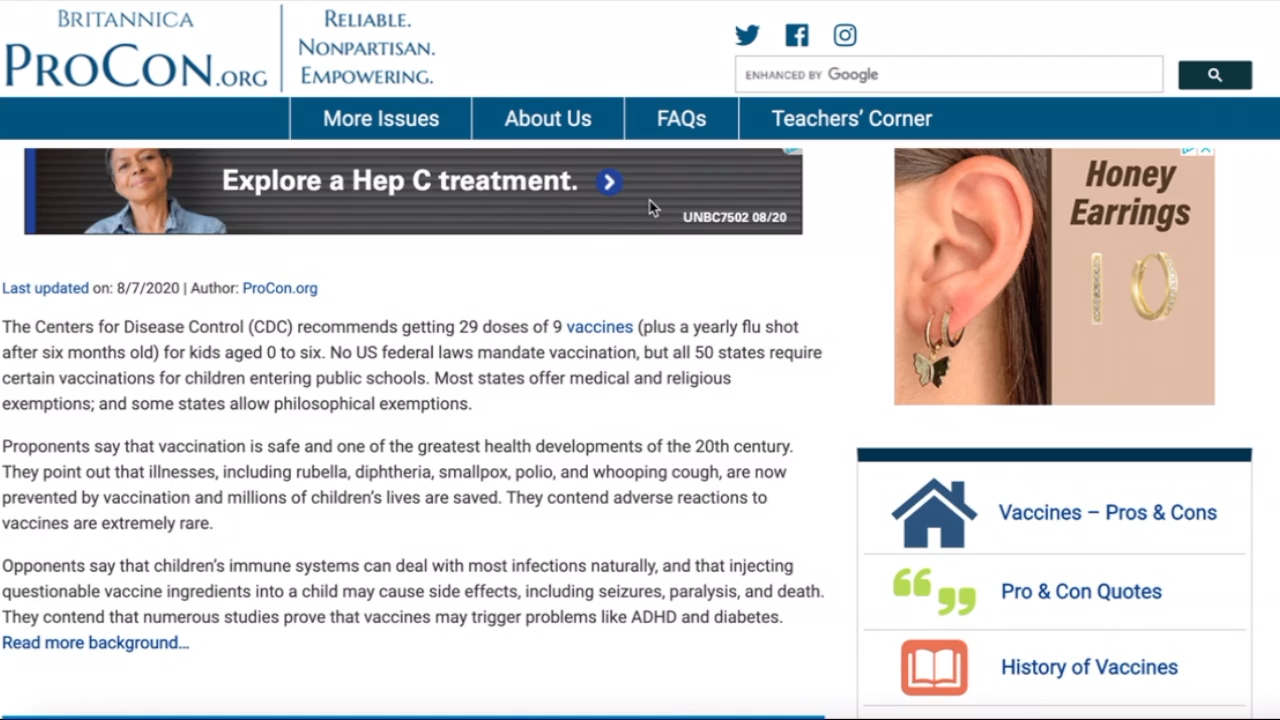 BRITANNICA
PROCON.ORG
RELIABLE.
NONPARTISAN.
EMPOWERING.
ENHANCED BY Google
More Issues
About Us
FAQs
Teachers’ Corner
Explore a Hep C treatment.
UNBC7502 08/20
Honey
Earrings
Last updated on: 8/7/2020 | Author: ProCon.org
The Centers for Disease Control (CDC) recommends getting 29 doses of 9 vaccines (plus a yearly flu shot
after six months old) for kids aged 0 to six. No US federal laws mandate vaccination, but all 50 states require
certain vaccinations for children entering public schools. Most states offer medical and religious
exemptions; and some states allow philosophical exemptions.
Proponents say that vaccination is safe and one of the greatest health developments of the 20th century.
They point out that illnesses, including rubella, diphtheria, smallpox, polio, and whooping cough, are now
prevented by vaccination and millions of children’s lives are saved. They contend adverse reactions to
vaccines are extremely rare.
Opponents say that children’s immune systems can deal with most infections naturally, and that injecting
questionable vaccine ingredients into a child may cause side effects, including seizures, paralysis, and death.
They contend that numerous studies prove that vaccines may trigger problems like ADHD and diabetes.
Read more background...
Vaccines – Pros & Cons
Pro & Con Quotes
History of Vaccines